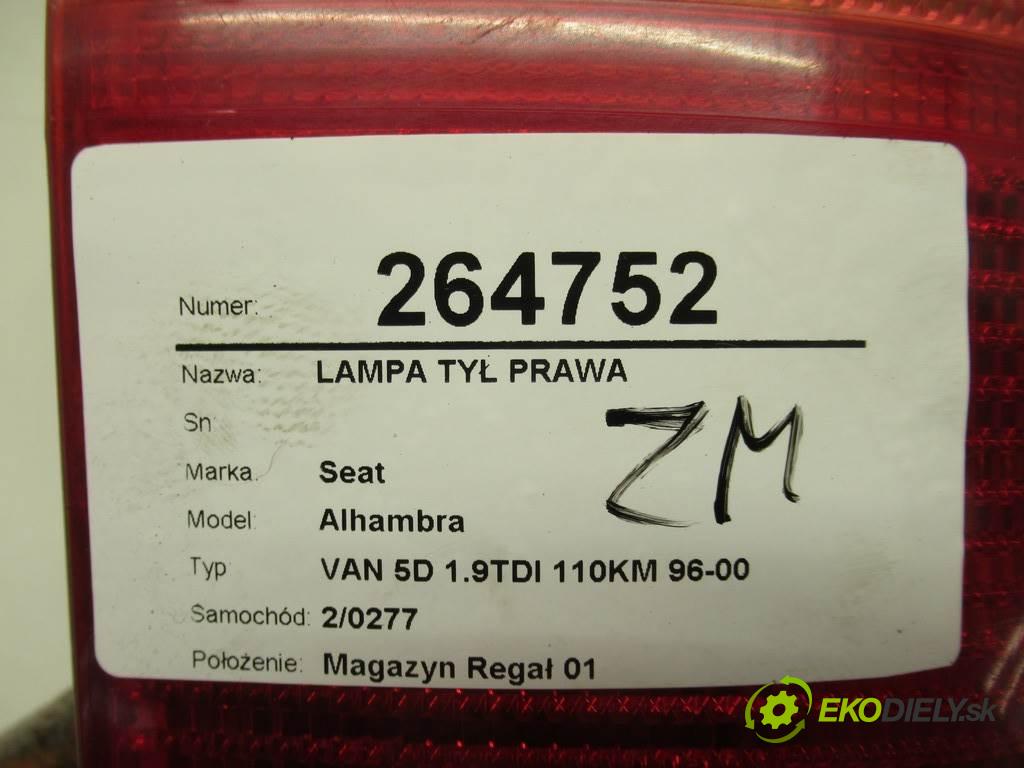 Numer: 264752
Nazwa: LAMPA TYŁ PRAWA
Sn
ZM
Marka: Seat
Model: Alhambra
Typ VAN 5D 1.9TDI 110KM 96-00
Samochód: 2/0277
Położenie: Magazyn Regał 01
EKODIELY.sk